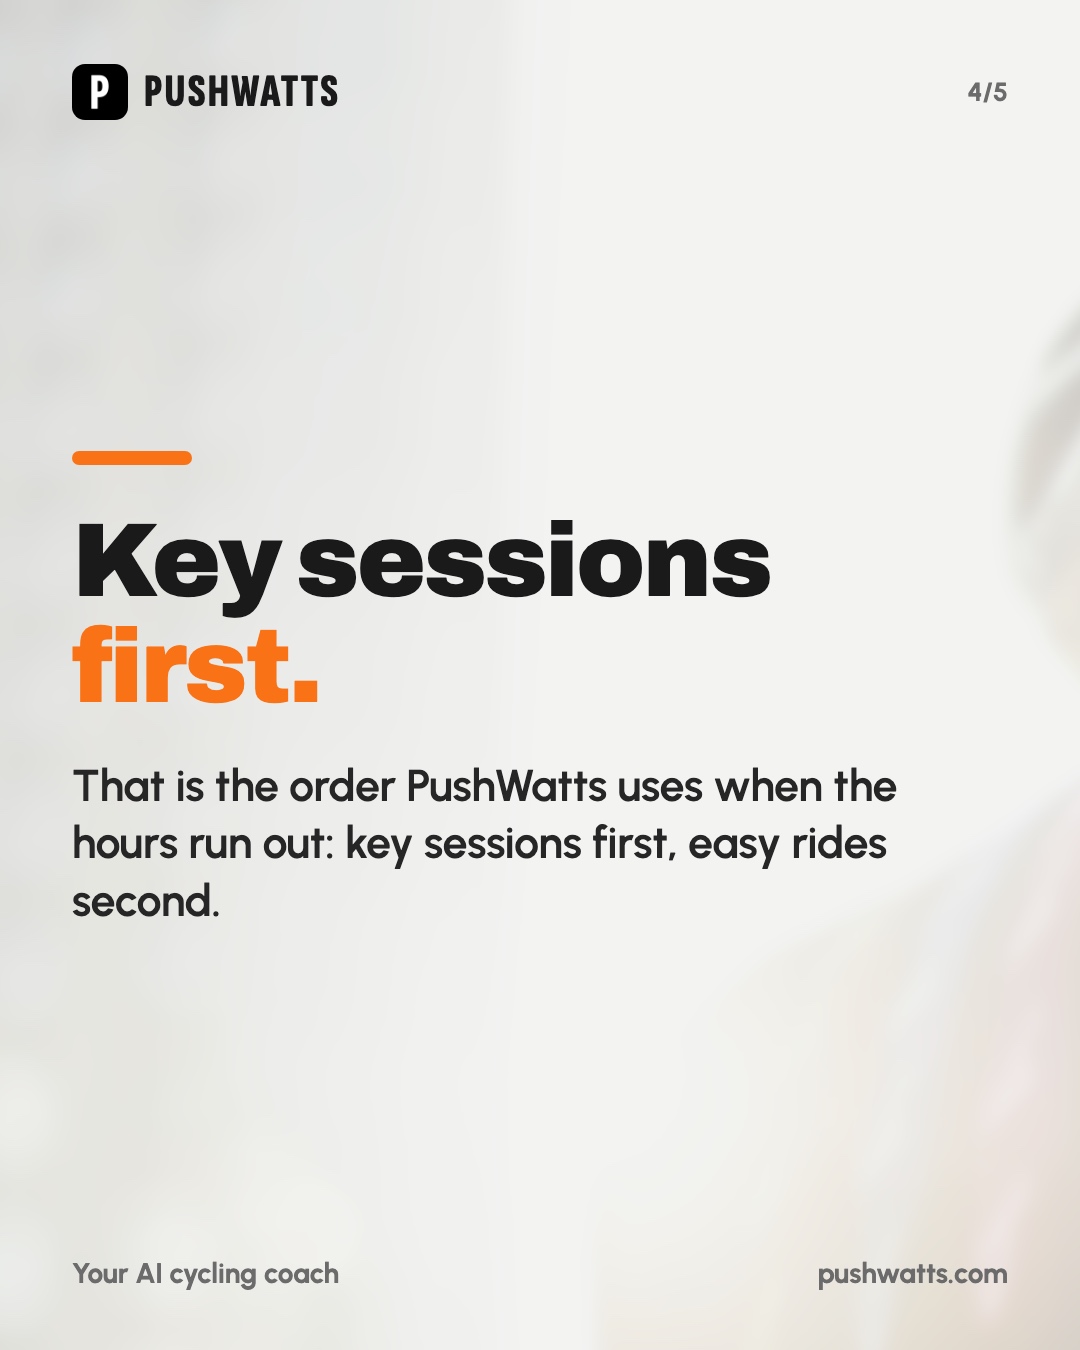 P PUSHWATTS
4/5
Key sessions
first.
That is the order PushWatts uses when the
hours run out: key sessions first, easy rides
second.
Your AI cycling coach
pushwatts.com